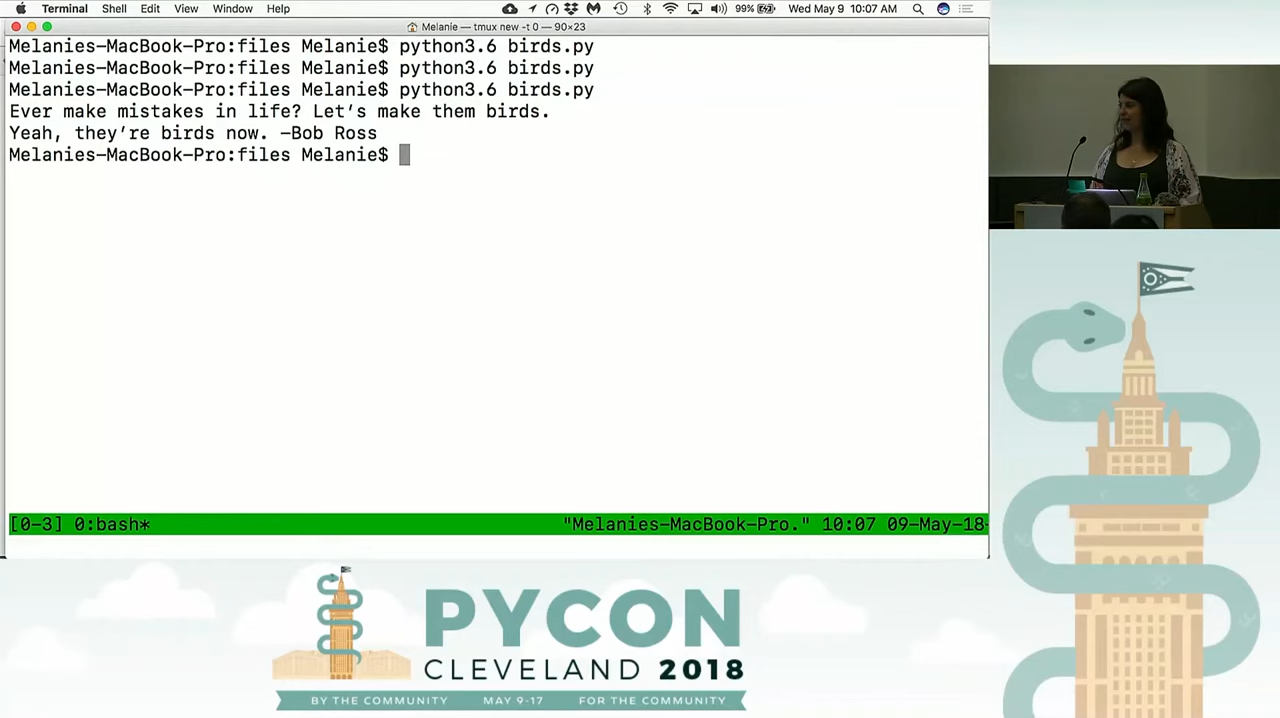 Terminal Shell Edit View Window Help 99% Wed May 9 10:07 AM
Melanie — tmux new -t 0 — 90×23
Melanies-MacBook-Pro:files Melanie$ python3.6 birds.py
Melanies-MacBook-Pro:files Melanie$ python3.6 birds.py
Melanies-MacBook-Pro:files Melanie$ python3.6 birds.py
Ever make mistakes in life? Let’s make them birds.
Yeah, they’re birds now. —Bob Ross
Melanies-MacBook-Pro:files Melanie$
[0-3] 0:bash* "Melanies-MacBook-Pro." 10:07 09-May-18
PYCON
CLEVELAND 2018
BY THE COMMUNITY MAY 9-17 FOR THE COMMUNITY